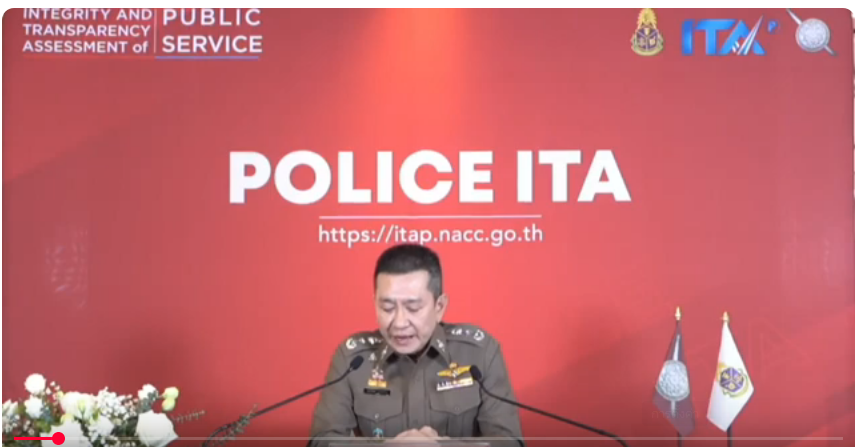 INTEGRITY AND
TRANSPARENCY
ASSESSMENT of
PUBLIC
SERVICE
ITA P
POLICE ITA
https://itap.nacc.go.th